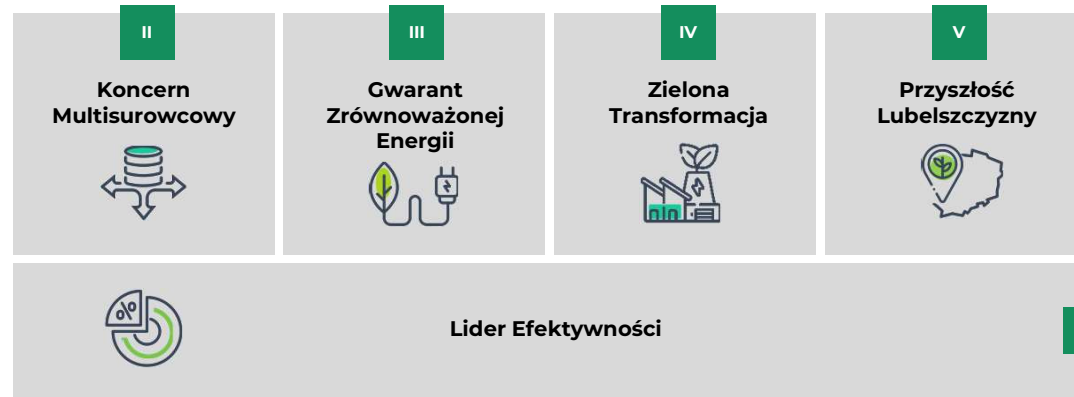 II
III
IV
V
Koncern
Multisurowcowy
Gwarant
Zrównoważonej
Energii
Zielona
Transformacja
Przyszłość
Lubelszczyzny
%
Lider Efektywności